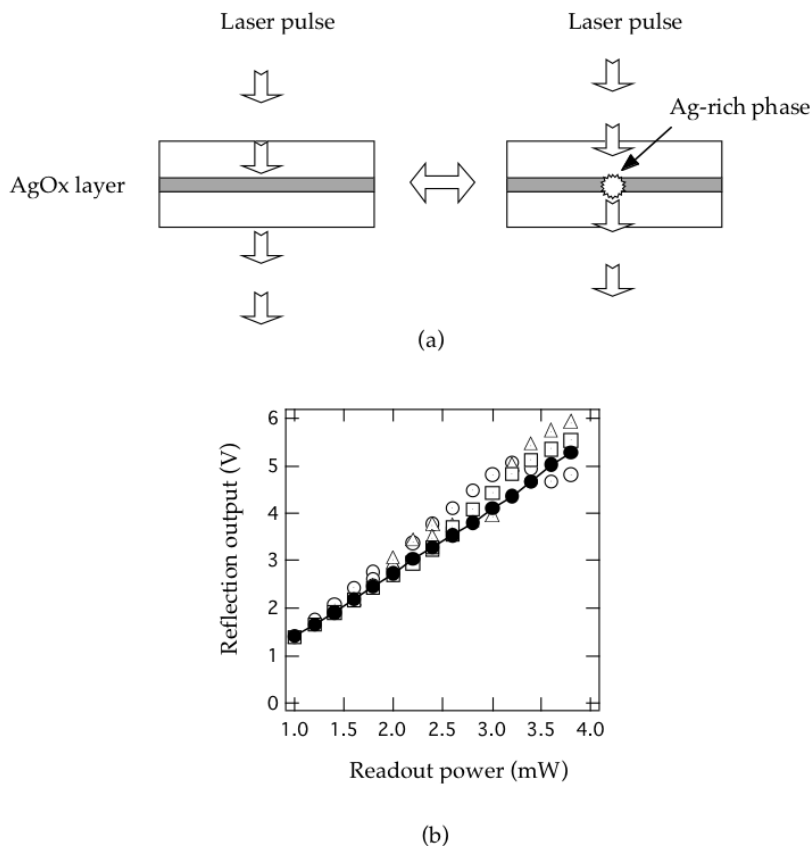 Laser pulse
Laser pulse
Ag-rich phase
AgOx layer
(a)
6
5
4
3
2
1
0
Reflection output (V)
1.0 1.5 2.0 2.5 3.0 3.5 4.0
Readout power (mW)
(b)